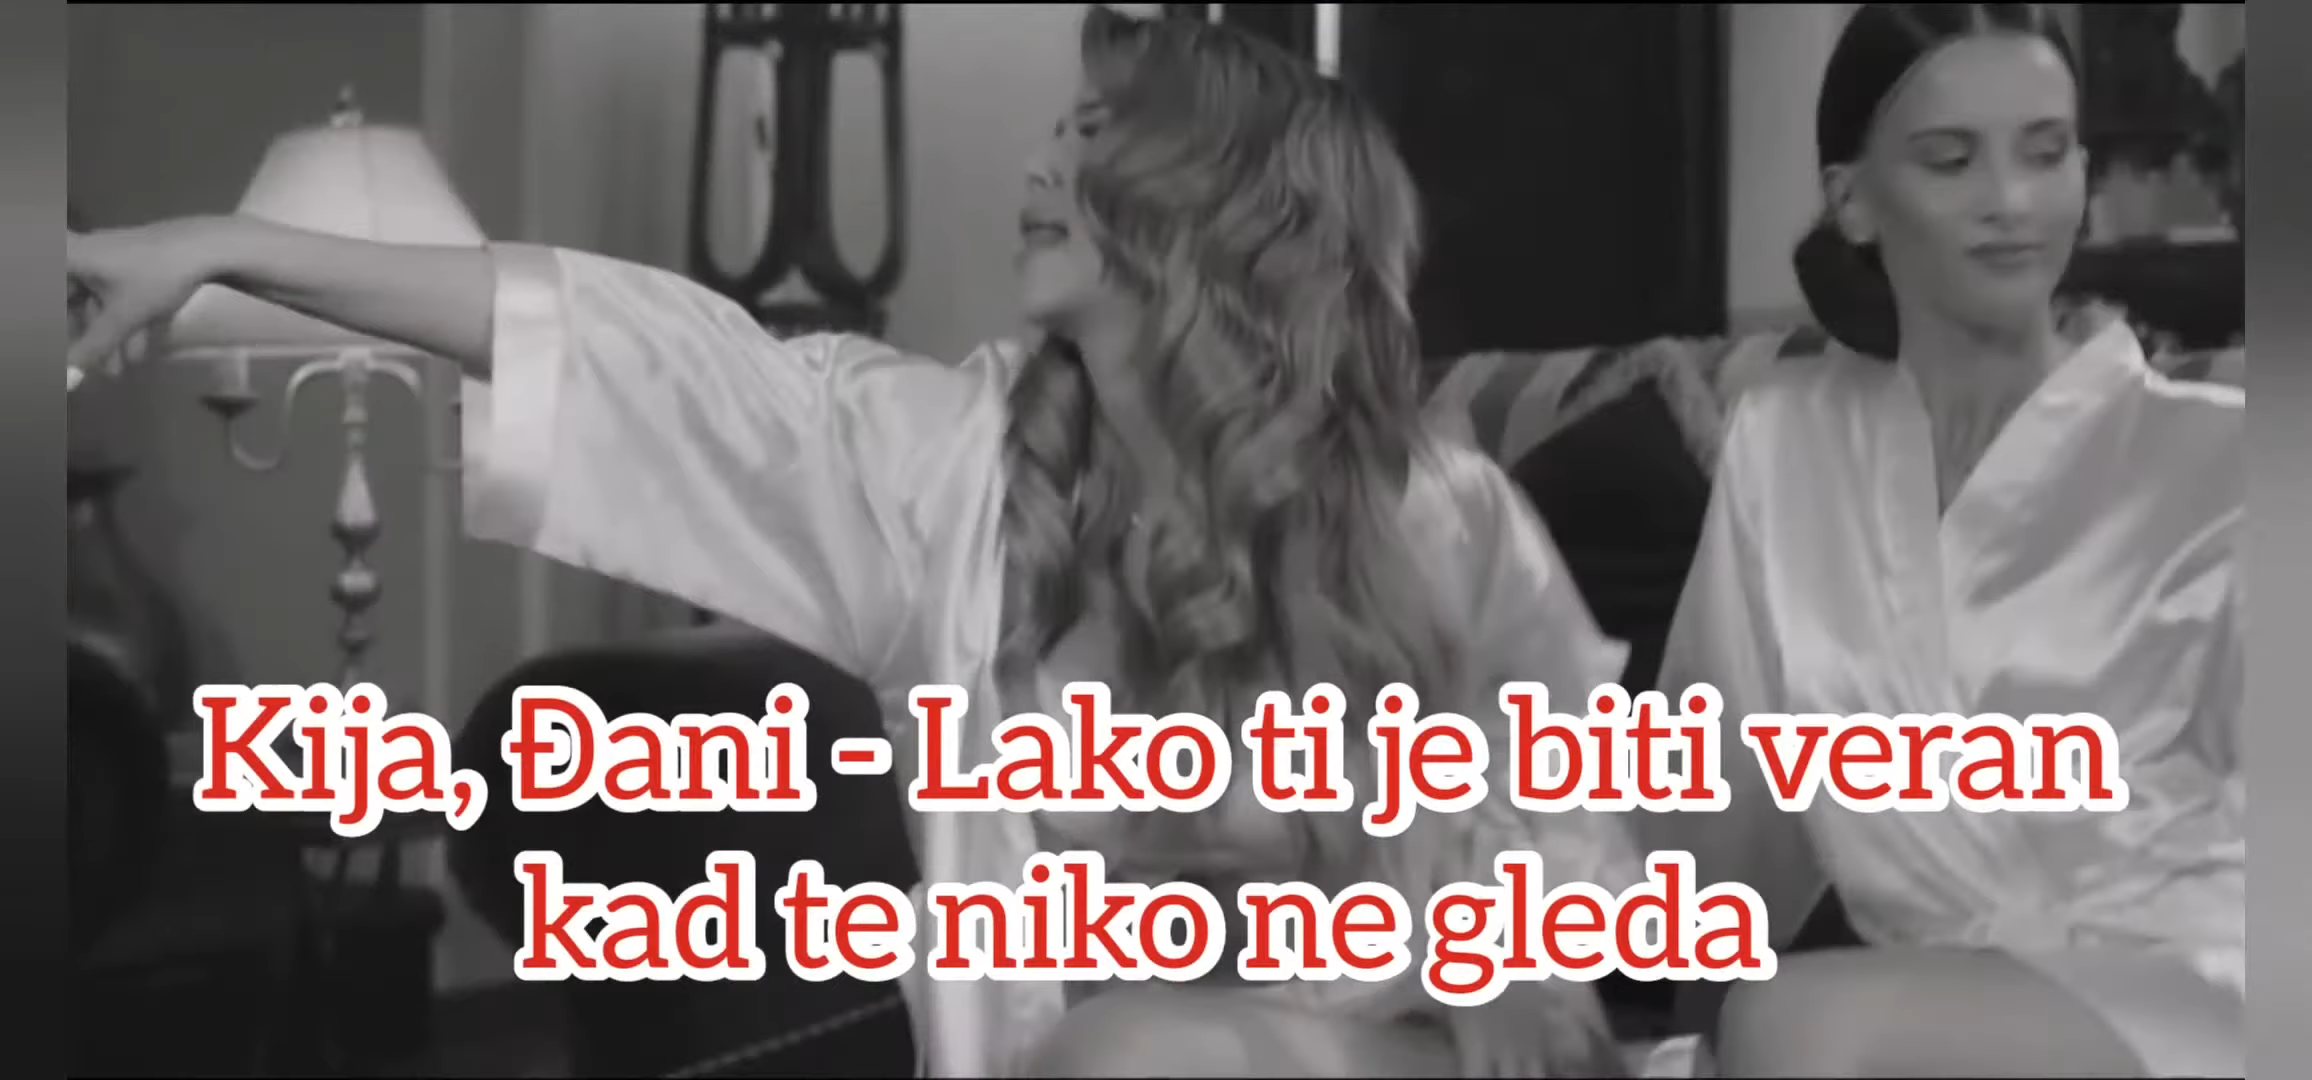 Kija, Đani - Lako ti je biti veran
kad te niko ne gleda